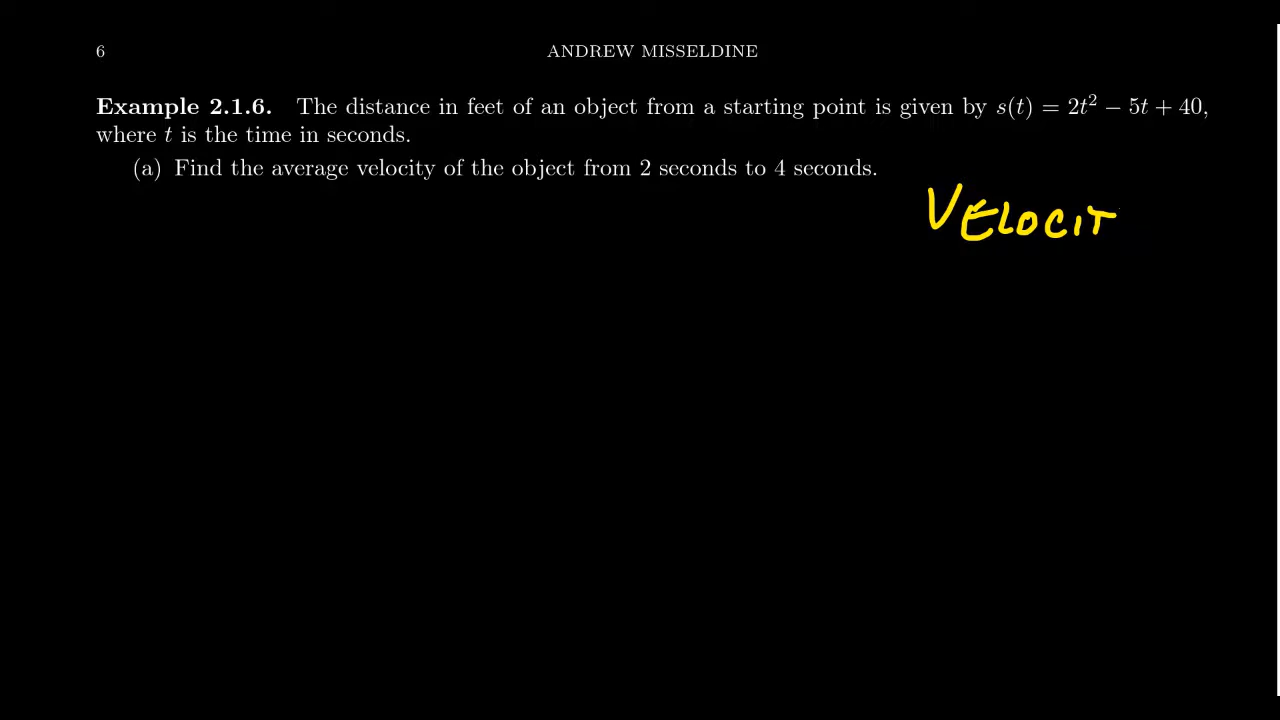 6 ANDREW MISSELDINE
Example 2.1.6. The distance in feet of an object from a starting point is given by s(t) = 2t² − 5t + 40,
where t is the time in seconds.
(a) Find the average velocity of the object from 2 seconds to 4 seconds.
VELOCIT